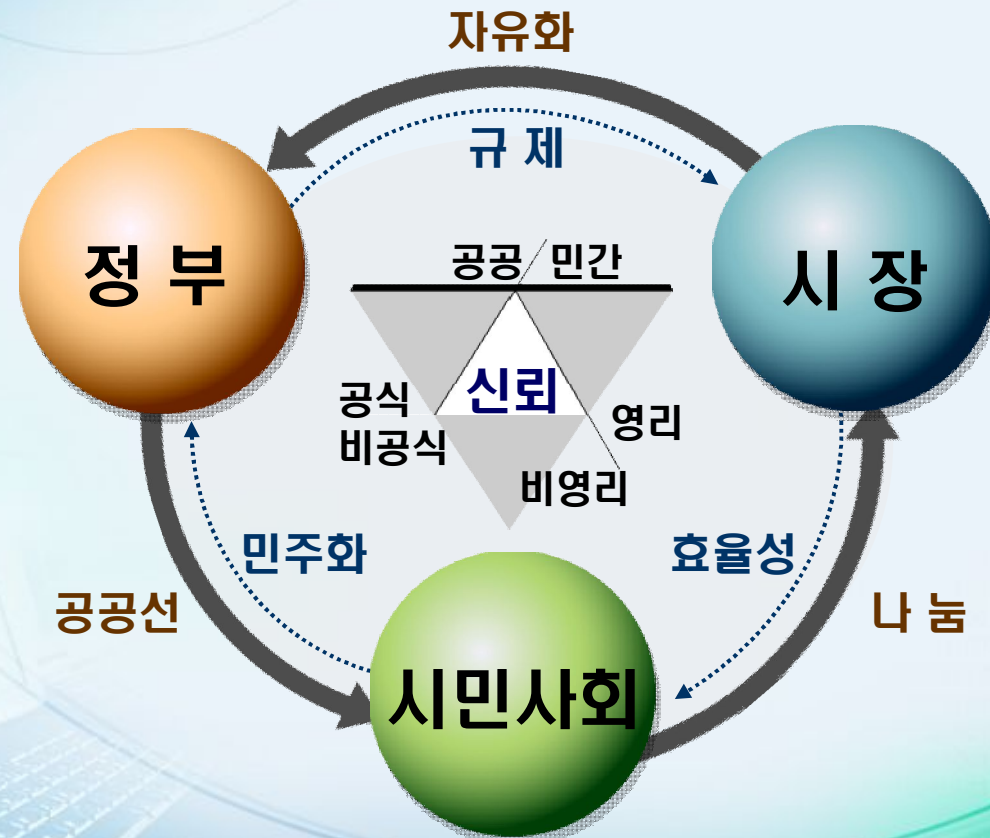 자유화
규 제
정 부
시 장
공공 / 민간
신뢰
공식
비공식
영리
비영리
민주화
효율성
공공선
나 눔
시민사회